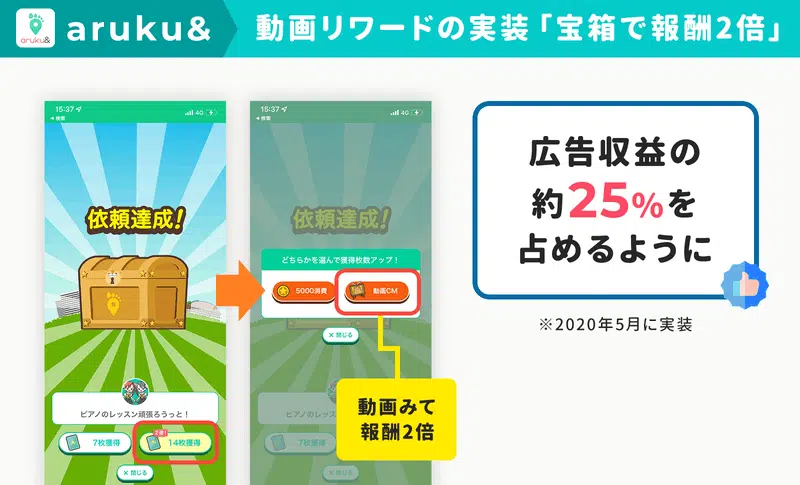 aruku&
aruku&
動画リワードの実装「宝箱で報酬2倍」
15:37
4G
検索
依頼達成!
ピアノのレッスン頑張ろうっと!
7枚獲得
14枚獲得
× 閉じる
15:37
4G
検索
依頼達成!
どちらかを選んで獲得枚数アップ!
5000消費
動画CM
× 閉じる
ピアノのレッスン
7枚獲得
× 閉じる
動画みて
報酬2倍
広告収益の
約25%を
占めるように
※2020年5月に実装